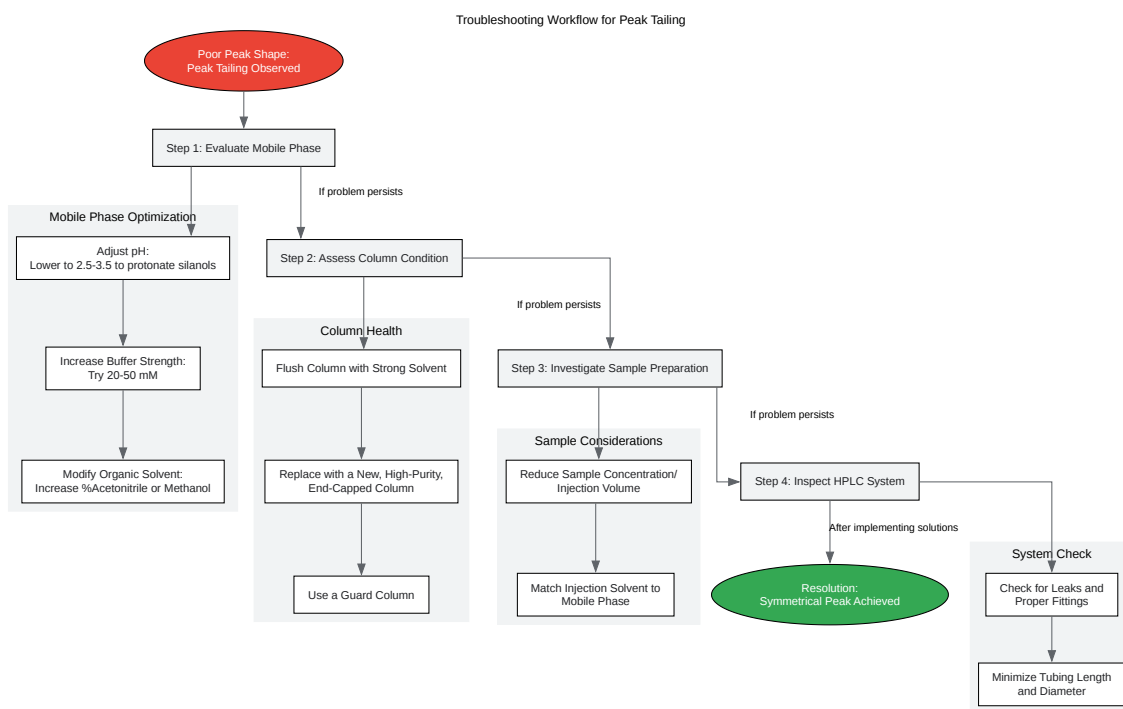 Troubleshooting Workflow for Peak Tailing
Poor Peak Shape:
Peak Tailing Observed
Step 1: Evaluate Mobile Phase
If problem persists
Mobile Phase Optimization
Adjust pH:
Lower to 2.5-3.5 to protonate silanols
Increase Buffer Strength:
Try 20-50 mM
Modify Organic Solvent:
Increase %Acetonitrile or Methanol
Step 2: Assess Column Condition
If problem persists
Column Health
Flush Column with Strong Solvent
Replace with a New, High-Purity,
End-Capped Column
Use a Guard Column
Step 3: Investigate Sample Preparation
If problem persists
Sample Considerations
Reduce Sample Concentration/
Injection Volume
Match Injection Solvent to
Mobile Phase
Step 4: Inspect HPLC System
After implementing solutions
Resolution:
Symmetrical Peak Achieved
System Check
Check for Leaks and
Proper Fittings
Minimize Tubing Length
and Diameter